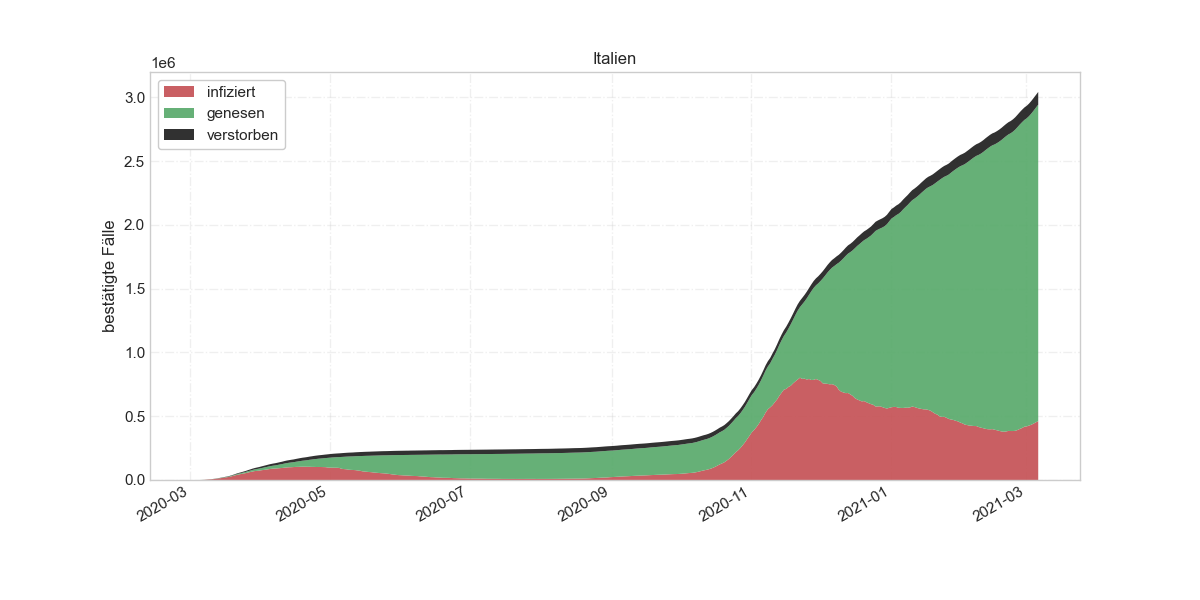 Italien
1e6
infiziert
genesen
verstorben
bestätigte Fälle
3.0
2.5
2.0
1.5
1.0
0.5
0.0
2020-03
2020-05
2020-07
2020-09
2020-11
2021-01
2021-03